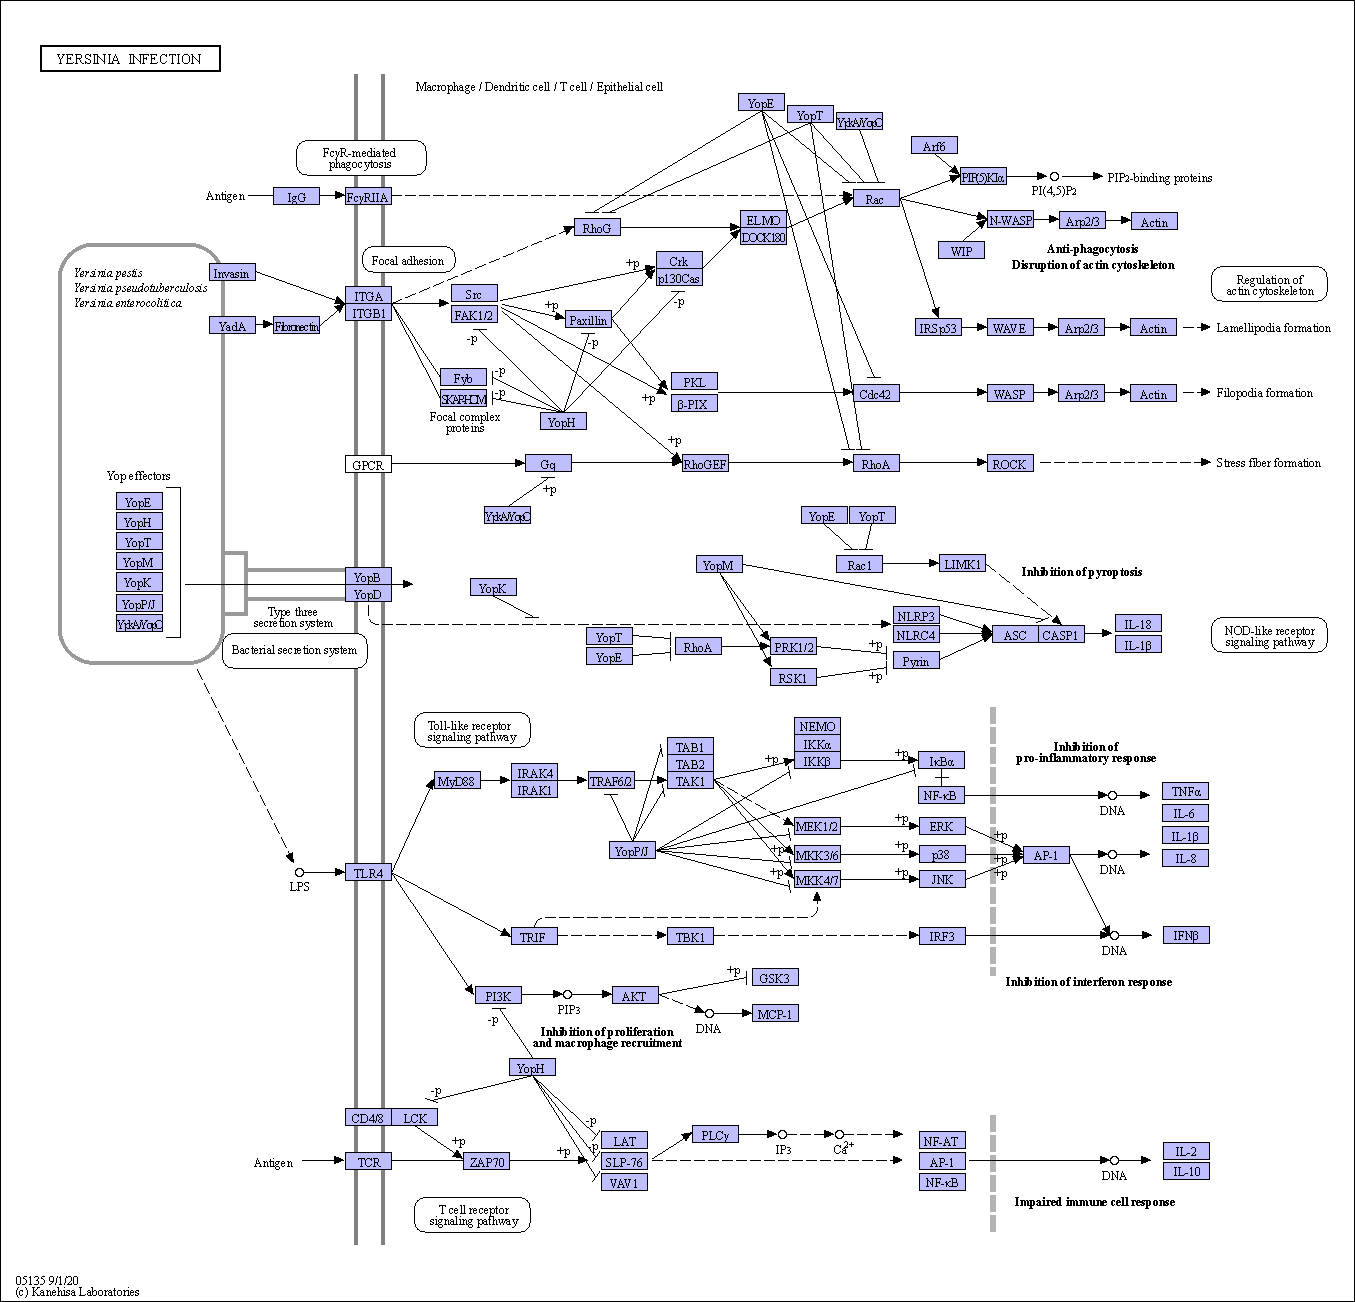 YERSINIA INFECTION
Macrophage / Dendritic cell / T cell / Epithelial cell
YopE
YopT
YpkA/YopO
FcγR-mediated
phagocytosis
Arf6
Antigen
IgG
FcγRIIA
Rac
PIP(5)KIα
PI(4,5)P2
PIP2-binding proteins
RhoG
ELMO
DOCK180
N-WASP
Arp2/3
Actin
WIP
Anti-phagocytosis
Disruption of actin cytoskeleton
Focal adhesion
Yersinia pestis
Yersinia pseudotuberculosis
Yersinia enterocolitica
Invasin
YadA
Fibronectin
ITGA
ITGB1
Src
FAK1/2
+p
Crk
p130Cas
+p
Paxillin
-p
-p
-p
Regulation of
actin cytoskeleton
IRSp53
WAVE
Arp2/3
Actin
Lamellipodia formation
Fyb
-p
SKAP-HOM
-p
Focal complex
proteins
YopH
PKL
β-PIX
+p
Cdc42
WASP
Arp2/3
Actin
Filopodia formation
+p
GPCR
Gq
RhoGEF
RhoA
ROCK
Stress fiber formation
+p
YpkA/YopO
Yop effectors
YopE
YopH
YopT
YopM
YopK
YopP/J
YpkA/YopO
YopE
YopT
Rac1
LIMK1
Inhibition of pyroptosis
YopB
YopD
Type three
secretion system
Bacterial secretion system
YopK
YopM
YopT
YopE
RhoA
PRK1/2
RSK1
+p
+p
NLRP3
NLRC4
Pyrin
ASC
CASP1
IL-18
IL-1β
NOD-like receptor
signaling pathway
Toll-like receptor
signaling pathway
MyD88
IRAK4
IRAK1
TRAF6/2
TAB1
TAB2
TAK1
+p
NEMO
IKKα
IKKβ
+p
IκBα
NF-κB
Inhibition of
pro-inflammatory response
DNA
TNFα
IL-6
IL-1β
IL-8
YopP/J
MEK1/2
+p
ERK
+p
+p
MKK3/6
+p
p38
+p
+p
MKK4/7
+p
JNK
+p
AP-1
DNA
LPS
TLR4
TRIF
TBK1
IRF3
DNA
IFNβ
Inhibition of interferon response
PI3K
-p
PIP3
AKT
+p
GSK3
DNA
MCP-1
Inhibition of proliferation
and macrophage recruitment
YopH
-p
CD4/8
LCK
+p
Antigen
TCR
ZAP70
+p
-p
-p
LAT
SLP-76
VAV1
PLCγ
IP3
Ca2+
NF-AT
AP-1
NF-κB
DNA
IL-2
IL-10
Impaired immune cell response
T cell receptor
signaling pathway
05135 9/1/20
(c) Kanehisa Laboratories